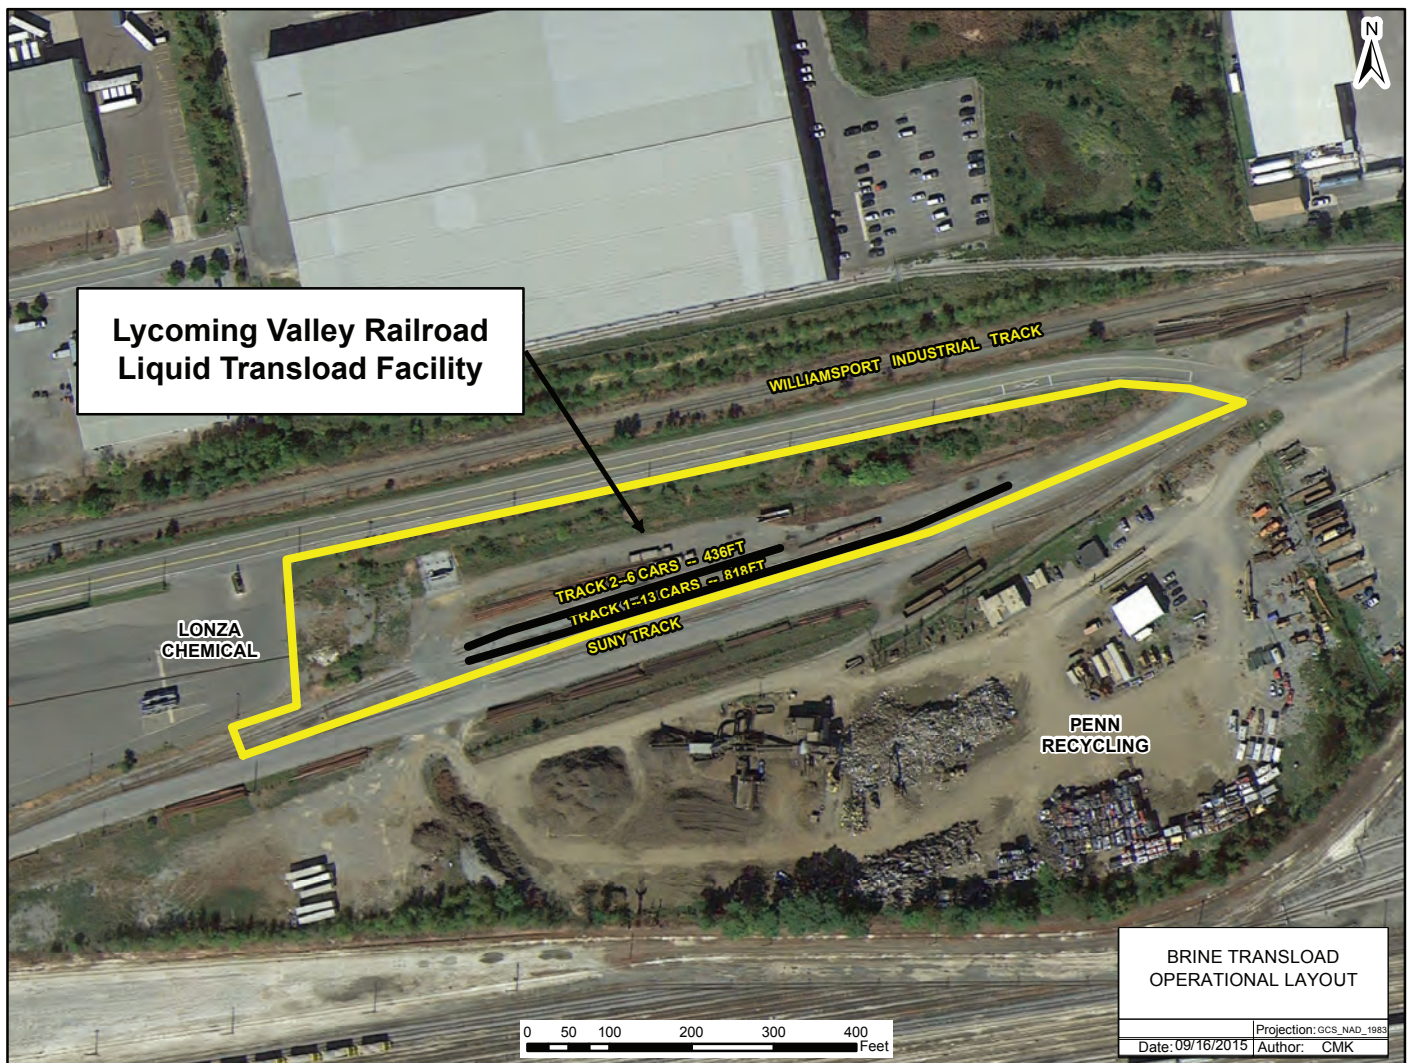 N
Lycoming Valley Railroad
Liquid Transload Facility
WILLIAMSPORT INDUSTRIAL TRACK
TRACK 2--6 CARS -- 436FT
TRACK 1--13 CARS -- 818FT
SUNY TRACK
LONZA
CHEMICAL
PENN
RECYCLING
BRINE TRANSLOAD
OPERATIONAL LAYOUT
Projection: GCS_NAD_1983
Date: 09/16/2015 Author: CMK
0 50 100 200 300 400
Feet